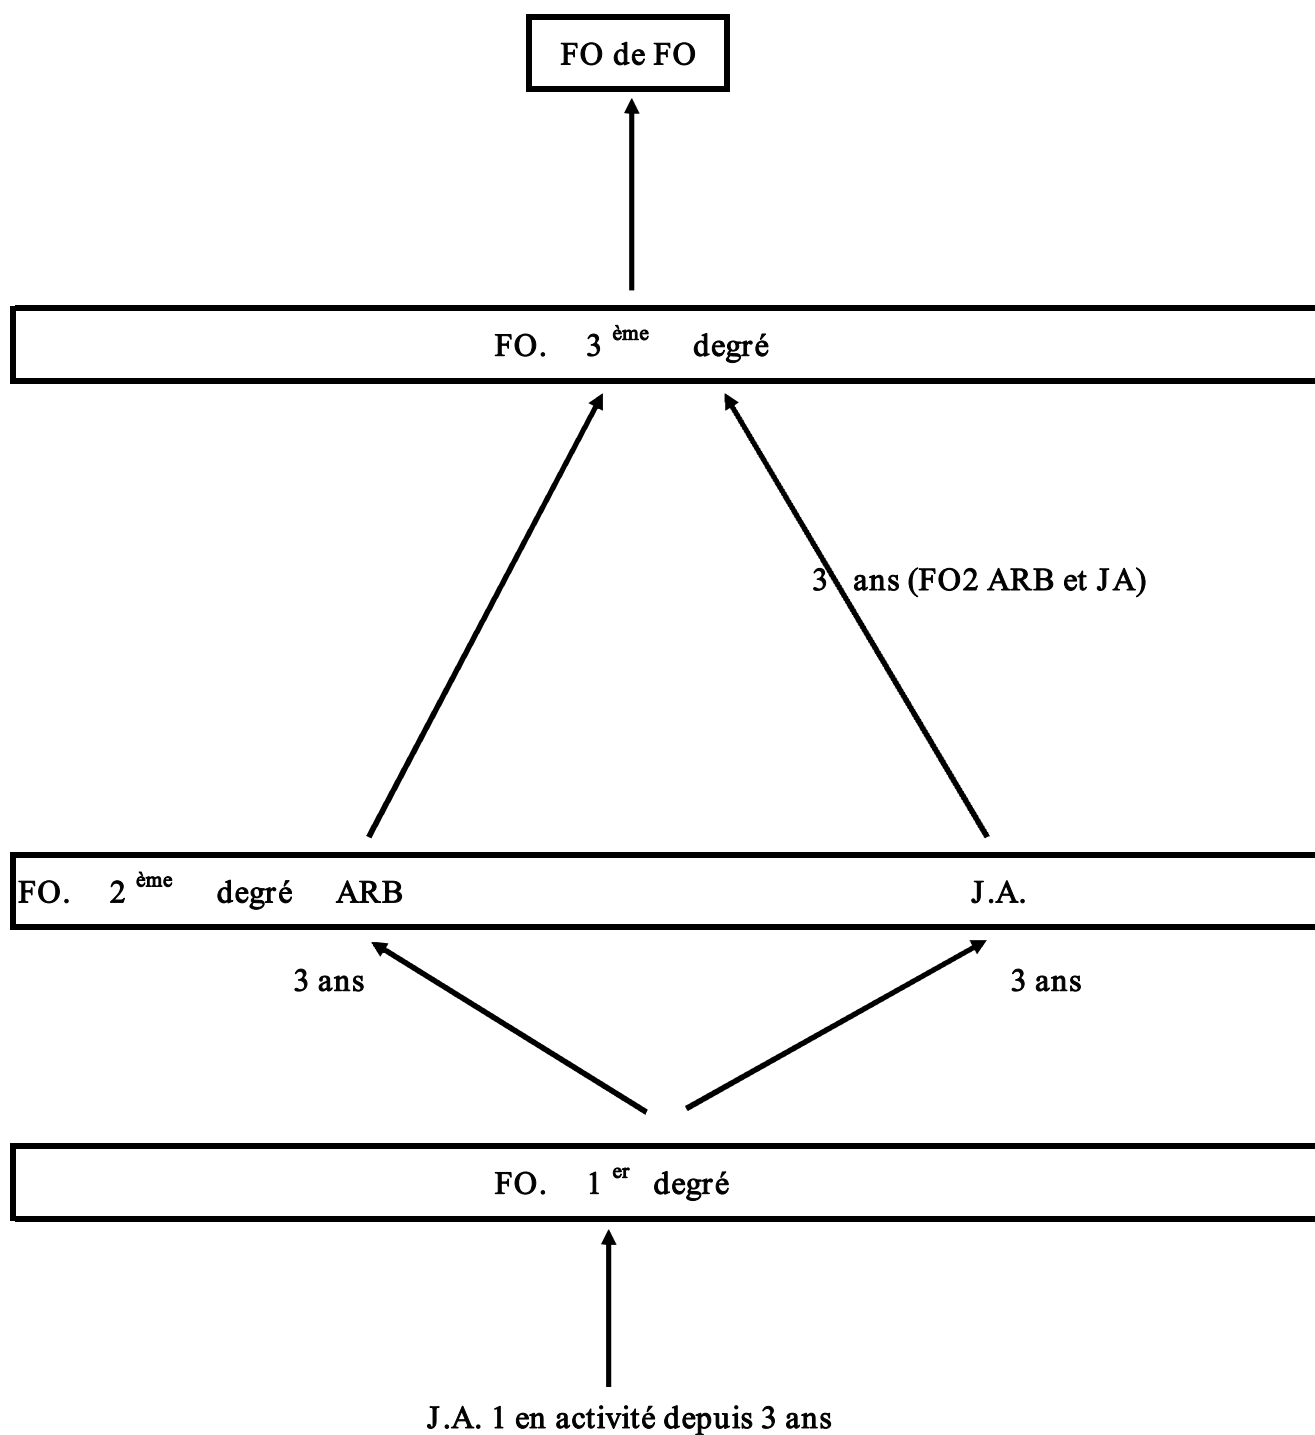 FO de FO
FO. 3 ème degré
3 ans (FO2 ARB et JA)
FO. 2 ème degré ARB J.A.
3 ans 3 ans
FO. 1 er degré
J.A. 1 en activité depuis 3 ans